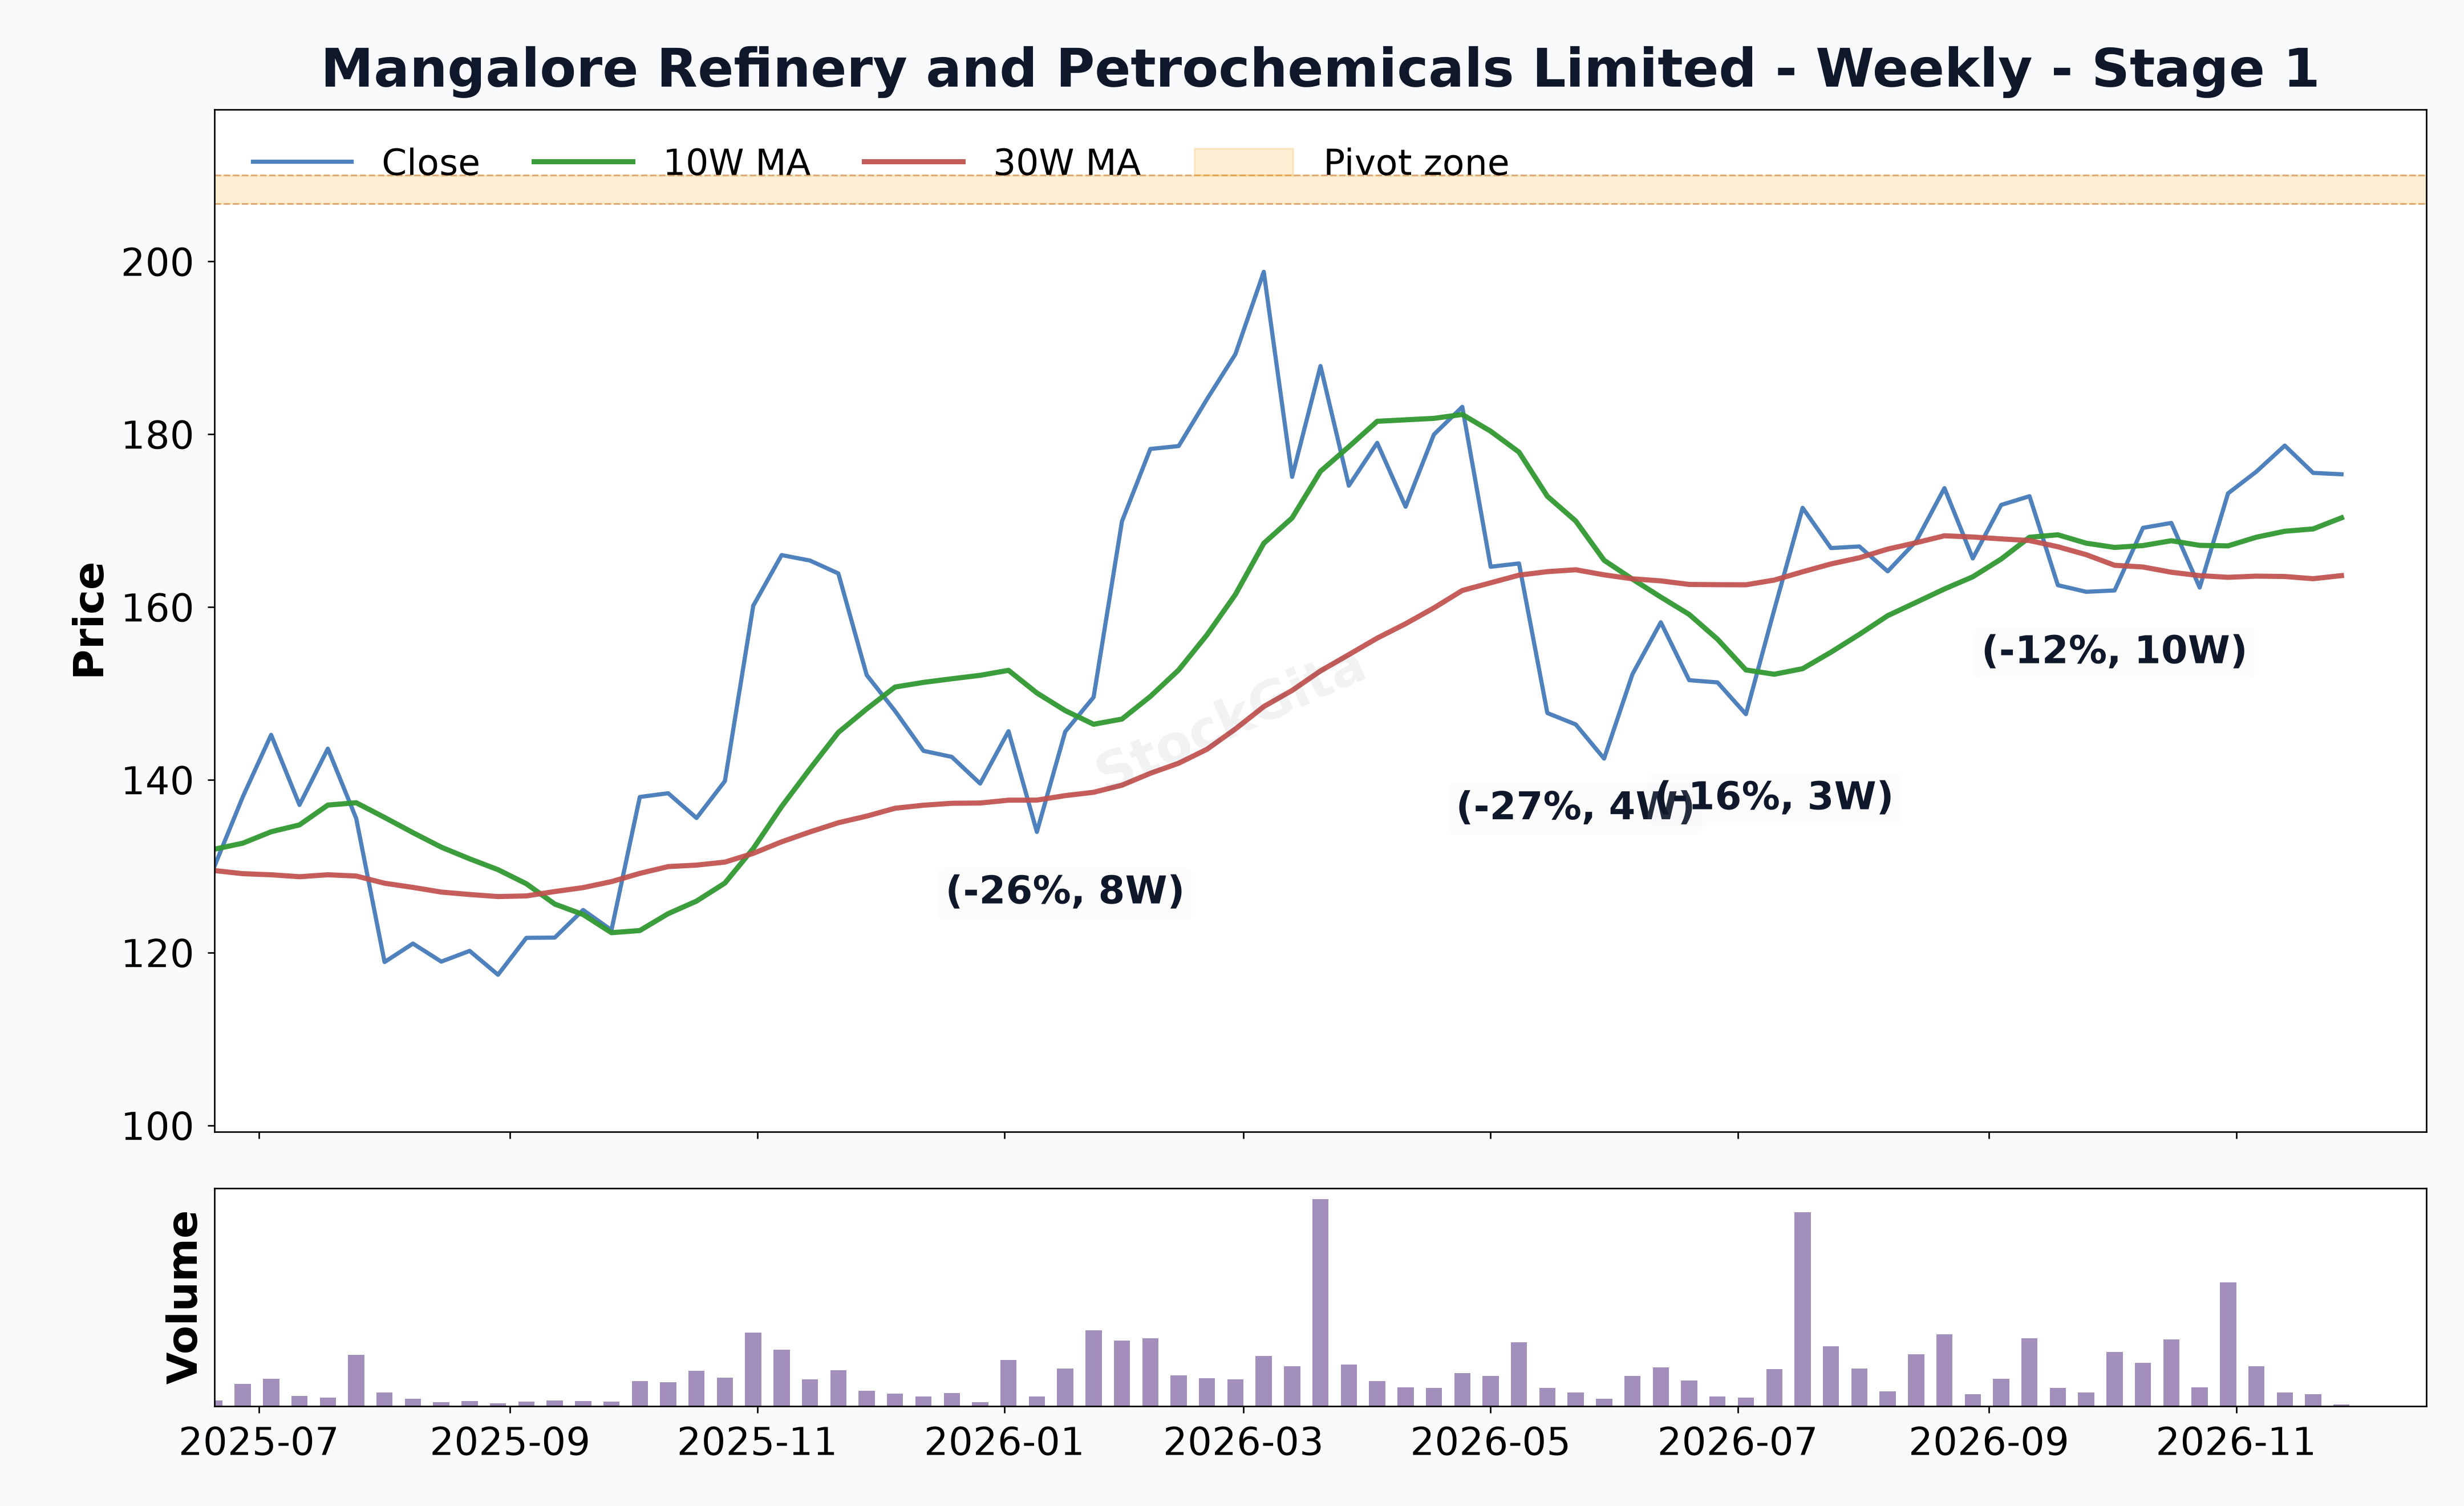 Mangalore Refinery and Petrochemicals Limited - Weekly - Stage 1
Close 10W MA 30W MA Pivot zone
Price
200
180
160
140
120
100
StockGita
(-26%, 8W)
(-27%, 4W)
(-16%, 3W)
(-12%, 10W)
Volume
2025-07 2025-09 2025-11 2026-01 2026-03 2026-05 2026-07 2026-09 2026-11